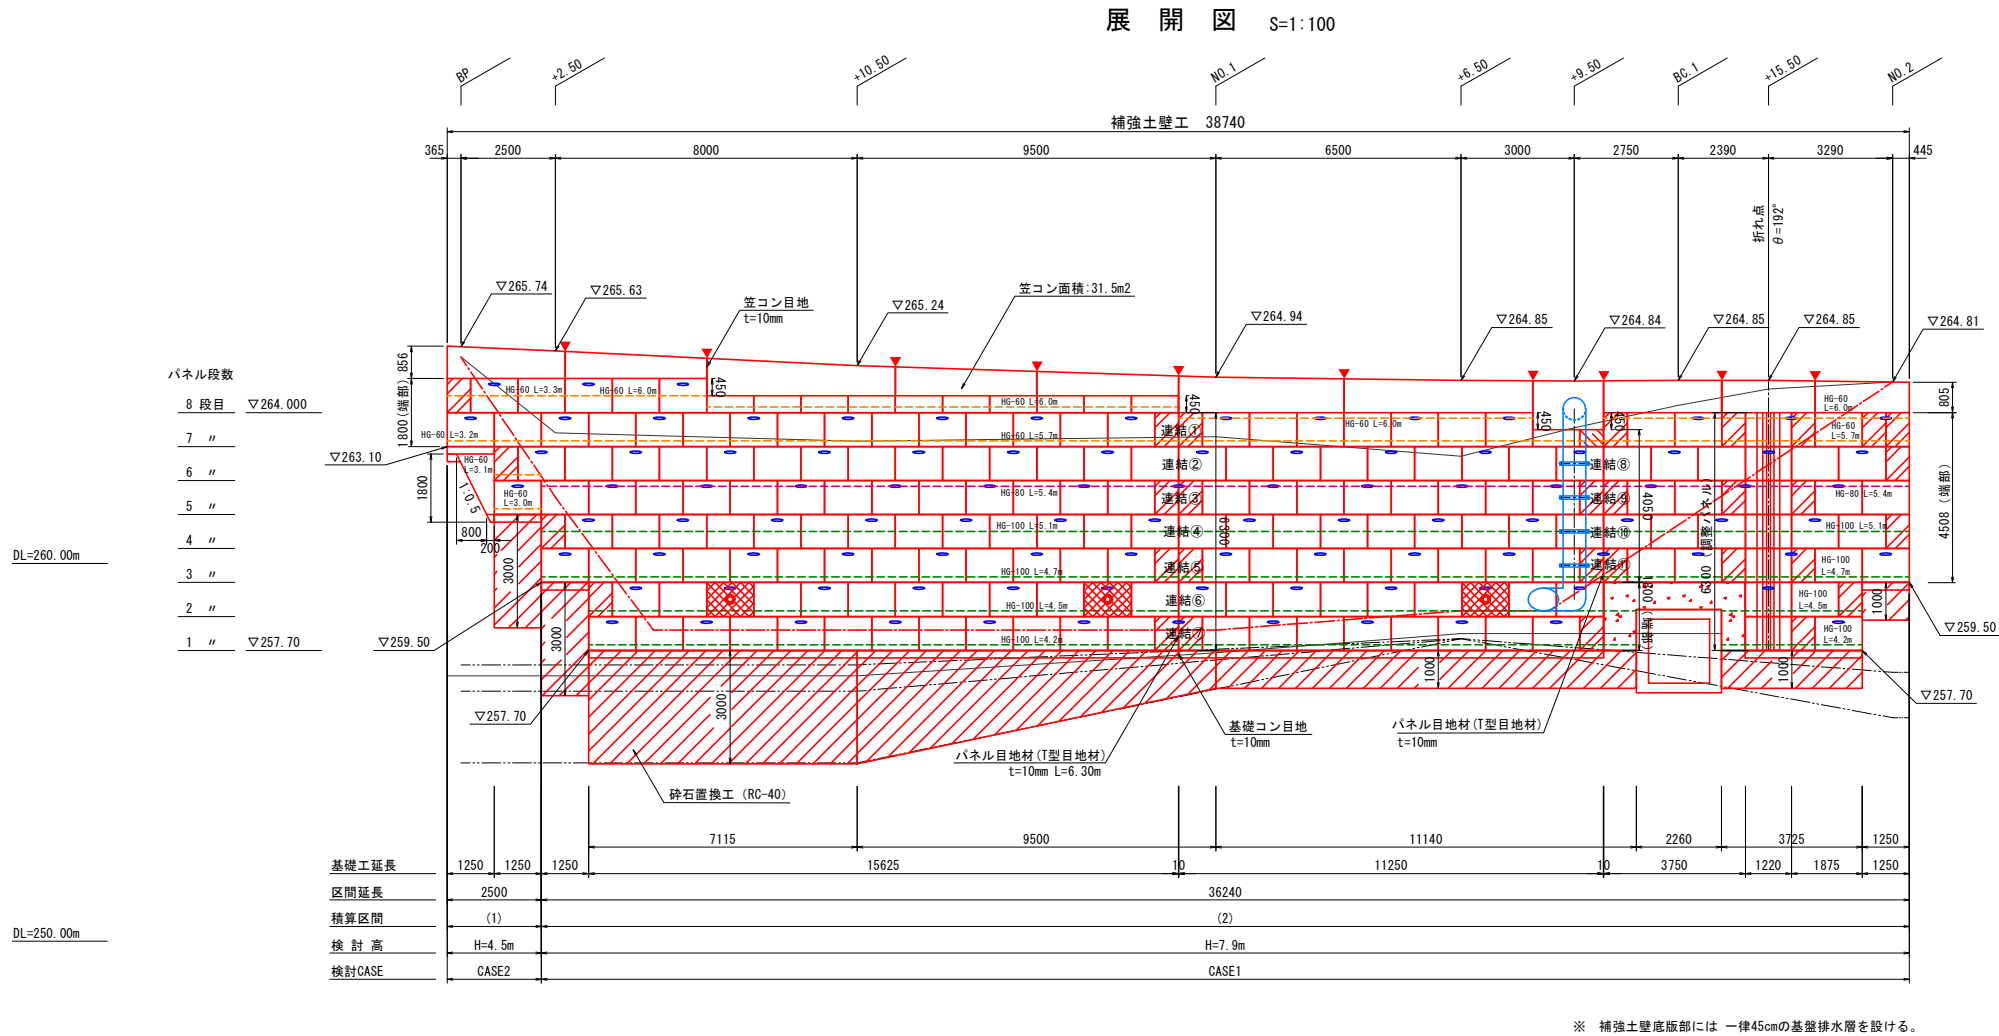 展 開 図 S=1:100
BP +2.50 +10.50 NO.1 +6.50 +9.50 BC.1 +15.50 NO.2
補強土壁工 38740
365 2500 8000 9500 6500 3000 2750 2390 3290 445
折れ点
θ=192°
▽265.74
▽265.63
笠コン目地
t=10mm
▽265.24
笠コン面積:31.5m2
▽264.94
▽264.85
▽264.84
▽264.85
▽264.85
▽264.81
856
1800(端部)
450
450
450
450
805
4508 (端部)
パネル段数
8 段目 ▽264.000
7 〃
6 〃
5 〃
4 〃
3 〃
2 〃
1 〃 ▽257.70
DL=260.00m
DL=250.00m
HG-60 L=3.3m HG-60 L=6.0m
HG-60 L=6.0m
HG-60 L=6.0m
HG-60
L=6.0m
HG-60 L=3.2m
HG-60 L=5.7m
連結①
HG-60
L=5.7m
▽263.10
HG-60
L=3.1m
連結②
連結⑧
1800
1:0.5
HG-60
L=3.0m
HG-80 L=5.4m
連結③
連結⑨
HG-80 L=5.4m
4050
800
200
3000
HG-100 L=5.1m
連結④
連結⑩
HG-100 L=5.1m
6300
HG-100 L=4.7m
連結⑤
連結⑪
HG-100
L=4.7m
HG-100 L=4.5m
連結⑥
HG-100
L=4.5m
1800(端部)
1000
3000
▽259.50
▽259.50
HG-100 L=4.2m
連結⑦
HG-100
L=4.2m
3000
1000
1000
▽257.70
▽257.70
基礎コン目地
t=10mm
パネル目地材(T型目地材)
t=10mm L=6.30m
パネル目地材(T型目地材)
t=10mm
砕石置換工 (RC-40)
7115 9500 11140 2260 3725 1250
基礎工延長 1250 1250 1250 15625 10 11250 10 3750 1220 1875 1250
区間延長 2500 36240
積算区間 (1) (2)
検 討 高 H=4.5m H=7.9m
検討CASE CASE2 CASE1
※ 補強土壁底版部には 一律45cmの基盤排水層を設ける。